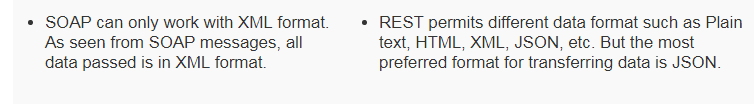 • SOAP can only work with XML format.
As seen from SOAP messages, all
data passed is in XML format.
• REST permits different data format such as Plain
text, HTML, XML, JSON, etc. But the most
preferred format for transferring data is JSON.